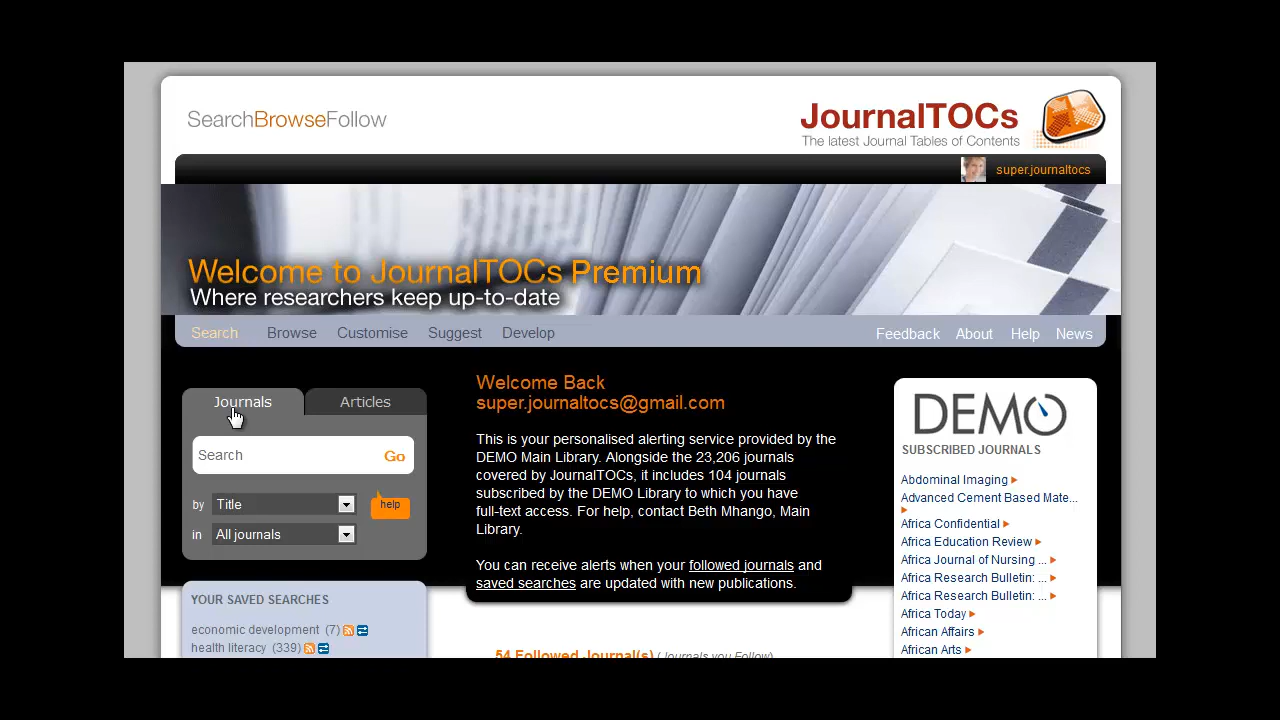 SearchBrowseFollow
JournalTOCs
The latest Journal Tables of Contents
super.journaltocs
Welcome to JournalTOCs Premium
Where researchers keep up-to-date
Search Browse Customise Suggest Develop
Feedback About Help News
Journals Articles
Search Go
by Title help
in All journals
YOUR SAVED SEARCHES
economic development (7)
health literacy (339)
Welcome Back
super.journaltocs@gmail.com
This is your personalised alerting service provided by the
DEMO Main Library. Alongside the 23,206 journals
covered by JournalTOCs, it includes 104 journals
subscribed by the DEMO Library to which you have
full-text access. For help, contact Beth Mhango, Main
Library.
You can receive alerts when your followed journals and
saved searches are updated with new publications.
54 Followed Journal(s) (Journals you Follow)
DEMO
SUBSCRIBED JOURNALS
Abdominal Imaging
Advanced Cement Based Mate...
Africa Confidential
Africa Education Review
Africa Journal of Nursing ...
Africa Research Bulletin: ...
Africa Research Bulletin: ...
Africa Today
African Affairs
African Arts